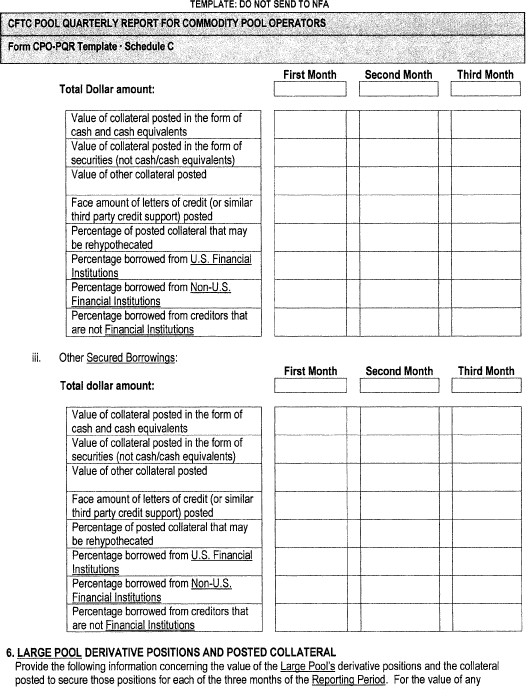 TEMPLATE: DO NOT SEND TO NFA
CFTC POOL QUARTERLY REPORT FOR COMMODITY POOL OPERATORS
Form CPO-PQR Template · Schedule C
First Month Second Month Third Month
Total Dollar amount:
Value of collateral posted in the form of
cash and cash equivalents
Value of collateral posted in the form of
securities (not cash/cash equivalents)
Value of other collateral posted
Face amount of letters of credit (or similar
third party credit support) posted
Percentage of posted collateral that may
be rehypothecated
Percentage borrowed from U.S. Financial
Institutions
Percentage borrowed from Non-U.S.
Financial Institutions
Percentage borrowed from creditors that
are not Financial Institutions
iii. Other Secured Borrowings:
First Month Second Month Third Month
Total dollar amount:
Value of collateral posted in the form of
cash and cash equivalents
Value of collateral posted in the form of
securities (not cash/cash equivalents)
Value of other collateral posted
Face amount of letters of credit (or similar
third party credit support) posted
Percentage of posted collateral that may
be rehypothecated
Percentage borrowed from U.S. Financial
Institutions
Percentage borrowed from Non-U.S.
Financial Institutions
Percentage borrowed from creditors that
are not Financial Institutions
6. LARGE POOL DERIVATIVE POSITIONS AND POSTED COLLATERAL
Provide the following information concerning the value of the Large Pool's derivative positions and the collateral
posted to secure those positions for each of the three months of the Reporting Period. For the value of any